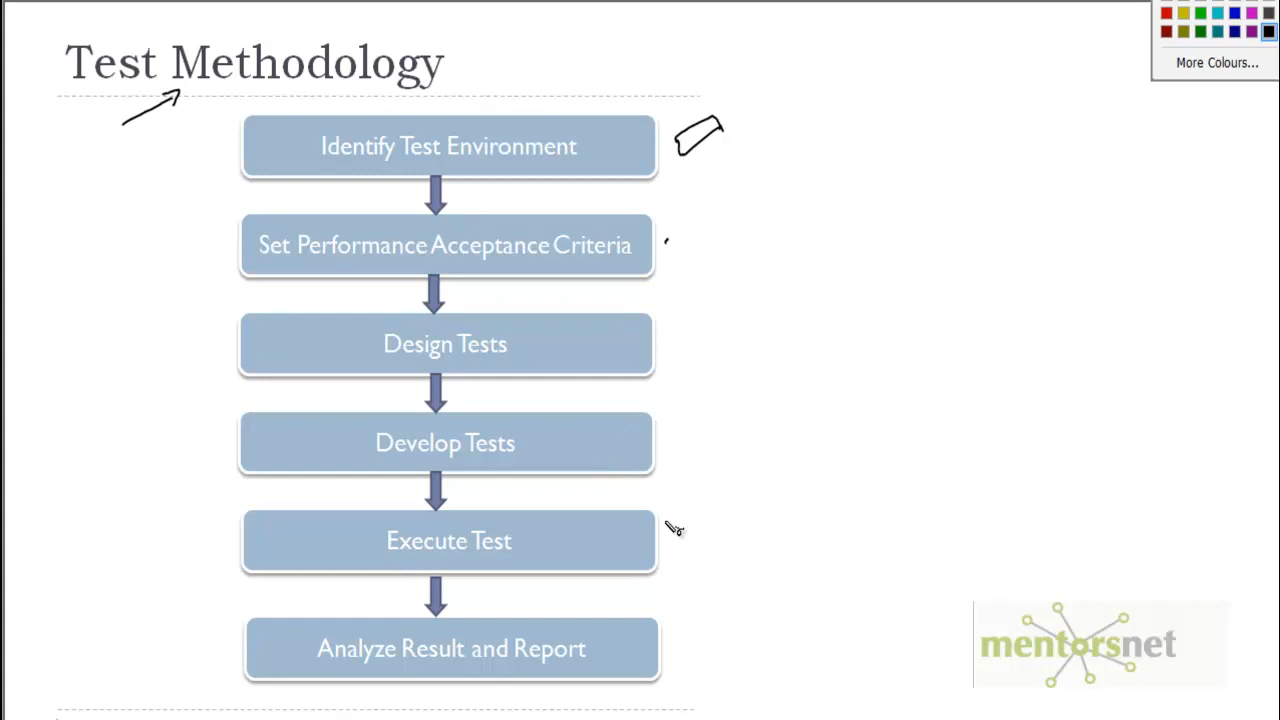 More Colours...
Test Methodology
Identify Test Environment
Set Performance Acceptance Criteria
Design Tests
Develop Tests
Execute Test
Analyze Result and Report
mentorsnet